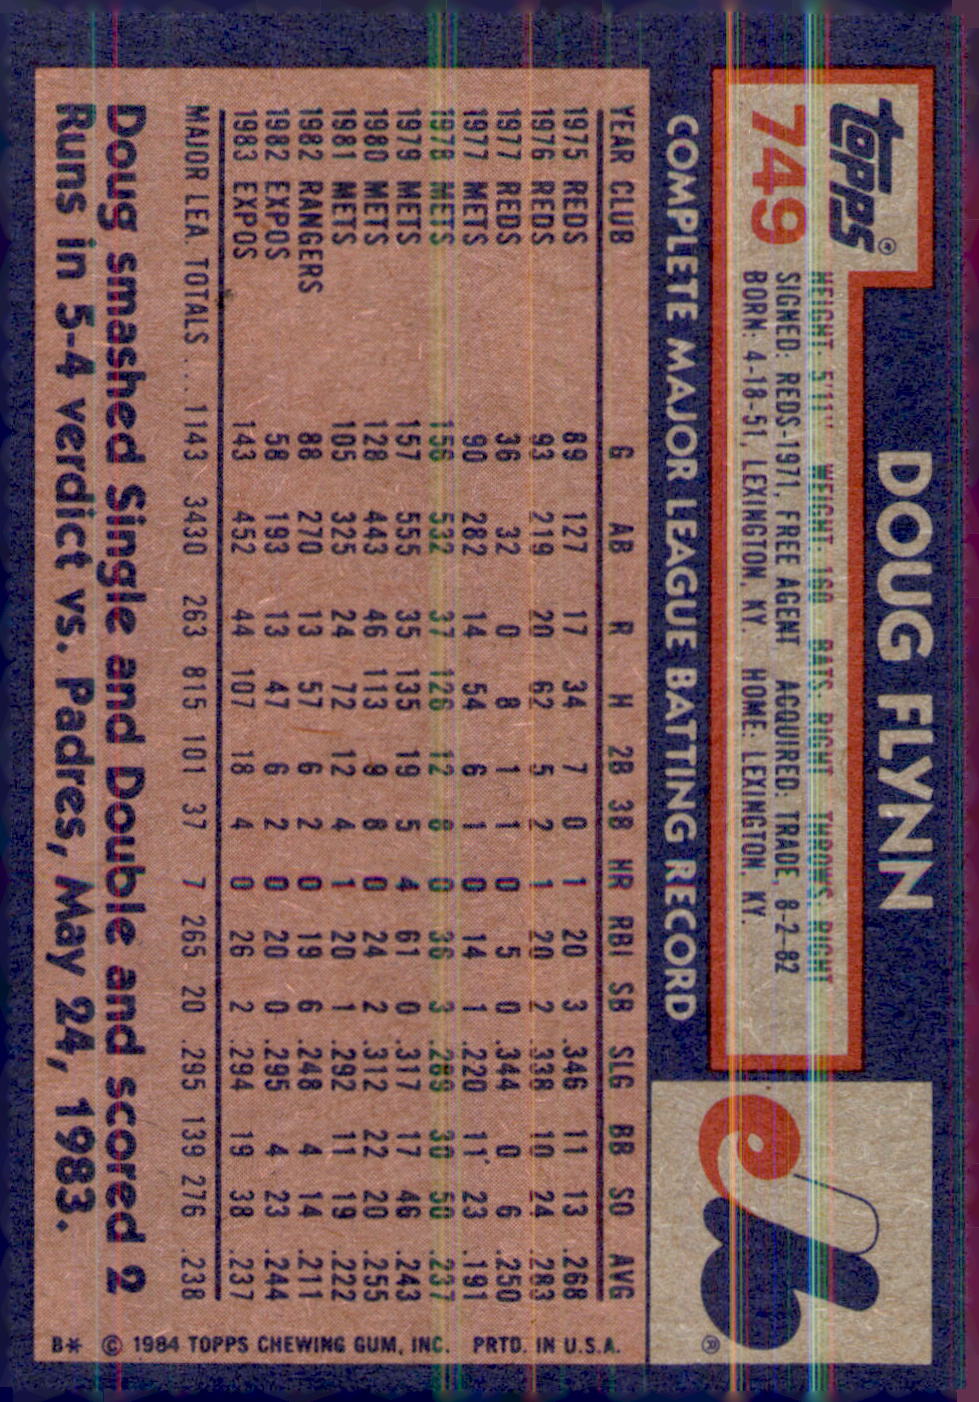 DOUG FLYNN
Topps®
749
HEIGHT: 5'11" WEIGHT: 160 BATS: RIGHT THROWS: RIGHT
SIGNED: REDS-1971, FREE AGENT ACQUIRED: TRADE, 8-2-82
BORN: 4-18-51, LEXINGTON, KY. HOME: LEXINGTON, KY.
COMPLETE MAJOR LEAGUE BATTING RECORD
YEAR CLUB G AB R H 2B 3B HR RBI SB SLG BB SO AVG
1975 REDS 89 127 17 34 7 0 1 20 3 .346 11 13 .268
1976 REDS 93 219 20 62 5 2 1 20 2 .338 10 24 .283
1977 REDS 36 32 0 8 1 1 0 5 0 .344 0 6 .250
1977 METS 90 282 14 54 6 1 0 14 1 .220 11 23 .191
1978 METS 156 532 37 126 12 8 0 36 3 .289 30 50 .237
1979 METS 157 555 35 135 19 5 4 61 0 .317 17 46 .243
1980 METS 128 443 46 113 9 8 0 24 2 .312 22 20 .255
1981 METS 105 325 24 72 12 4 1 20 1 .292 11 19 .222
1982 RANGERS 88 270 13 57 6 2 0 19 6 .248 4 14 .211
1982 EXPOS 58 193 13 47 6 2 0 20 0 .295 4 23 .244
1983 EXPOS 143 452 44 107 18 4 0 26 2 .294 19 38 .237
MAJOR LEA. TOTALS ... 1143 3430 263 815 101 37 7 265 20 .295 139 276 .238
Doug smashed Single and Double and scored 2
Runs in 5-4 verdict vs. Padres, May 24, 1983.
B* © 1984 TOPPS CHEWING GUM, INC. PRTD. IN U.S.A.
®